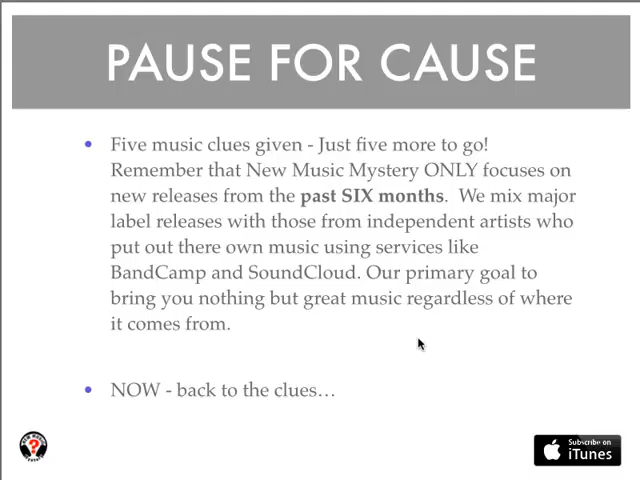 PAUSE FOR CAUSE
• Five music clues given - Just five more to go!
Remember that New Music Mystery ONLY focuses on
new releases from the past SIX months. We mix major
label releases with those from independent artists who
put out there own music using services like
BandCamp and SoundCloud. Our primary goal to
bring you nothing but great music regardless of where
it comes from.
• NOW - back to the clues…
?
Subscribe on
iTunes